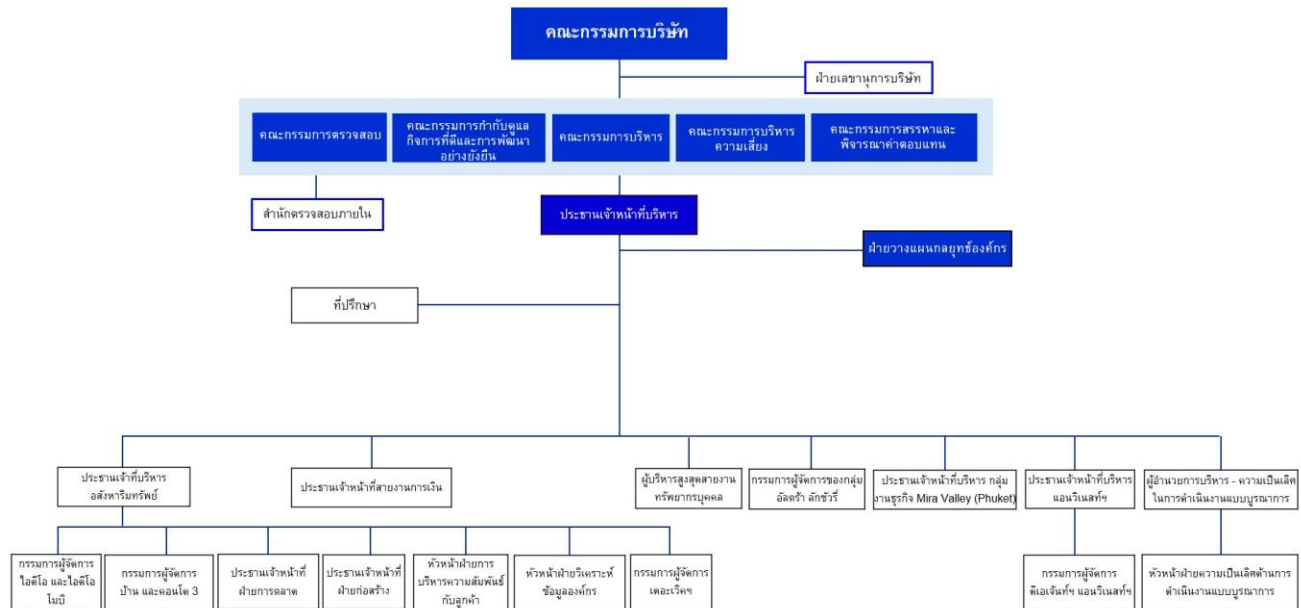 คณะกรรมการบริษัท
ฝ่ายเลขานุการบริษัท
คณะกรรมการตรวจสอบ
คณะกรรมการกำกับดูแล
กิจการที่ดีและการพัฒนา
อย่างยั่งยืน
คณะกรรมการบริหาร
คณะกรรมการบริหาร
ความเสี่ยง
คณะกรรมการสรรหาและ
พิจารณาค่าตอบแทน
สำนักตรวจสอบภายใน
ประธานเจ้าหน้าที่บริหาร
ฝ่ายวางแผนกลยุทธ์องค์กร
ที่ปรึกษา
ประธานเจ้าที่บริหาร
อสังหาริมทรัพย์
ประธานเจ้าหน้าที่สายงานการเงิน
ผู้บริหารสูงสุดสายงาน
ทรัพยากรบุคคล
กรรมการผู้จัดการของกลุ่ม
อัลตร้า ลักชัวรี่
ประธานเจ้าหน้าที่บริหาร กลุ่ม
งานธุรกิจ Mira Valley (Phuket)
ประธานเจ้าหน้าที่บริหาร
แอนวิเนสท์ฯ
ผู้อำนวยการบริหาร - ความเป็นเลิศ
ในการดำเนินงานแบบบูรณาการ
กรรมการผู้จัดการ
ไอดีโอ และไอดีโอ
โมบิ
กรรมการผู้จัดการ
บ้าน และคอนโด 3
ประธานเจ้าหน้าที่
ฝ่ายการตลาด
ประธานเจ้าหน้าที่
ฝ่ายก่อสร้าง
หัวหน้าฝ่ายการ
บริหารความสัมพันธ์
กับลูกค้า
หัวหน้าฝ่ายวิเคราะห์
ข้อมูลองค์กร
กรรมการผู้จัดการ
เดอะเวิคฯ
กรรมการผู้จัดการ
ดิเอเจ้นท์ฯ แอนวิเนสท์ฯ
หัวหน้าฝ่ายความเป็นเลิศด้านการ
ดำเนินงานแบบบูรณาการ